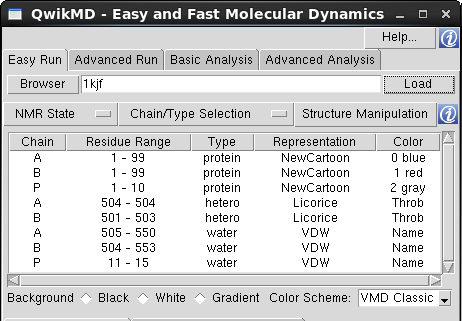 QwikMD - Easy and Fast Molecular Dynamics
Help...
Easy Run Advanced Run Basic Analysis Advanced Analysis
Browser 1kjf Load
NMR State Chain/Type Selection Structure Manipulation
Chain Residue Range Type Representation Color
A 1 - 99 protein NewCartoon 0 blue
B 1 - 99 protein NewCartoon 1 red
P 1 - 10 protein NewCartoon 2 gray
A 504 - 504 hetero Licorice Throb
B 501 - 503 hetero Licorice Throb
A 505 - 550 water VDW Name
B 504 - 553 water VDW Name
P 11 - 15 water VDW Name
Background Black White Gradient Color Scheme: VMD Classic